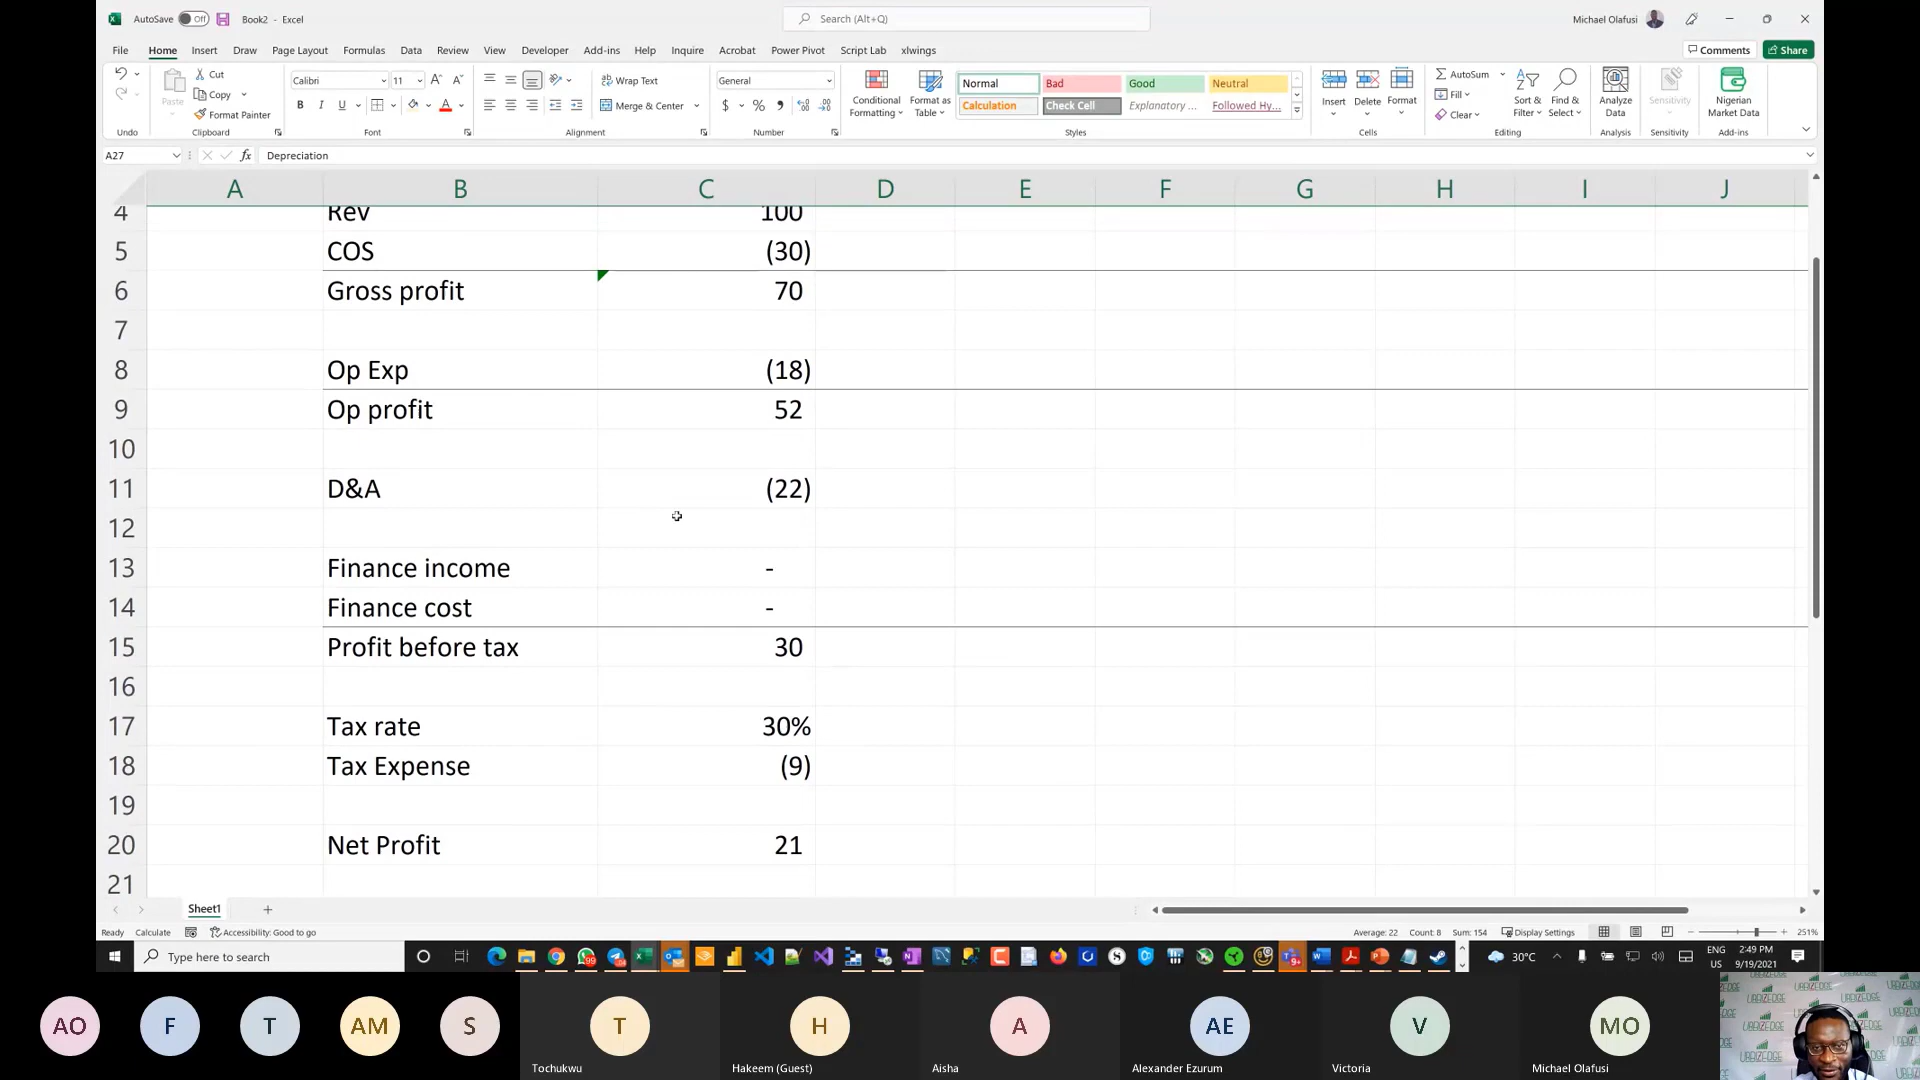 AutoSave Off Book2 - Excel Search (Alt+Q) Michael Olafusi
File Home Insert Draw Page Layout Formulas Data Review View Developer Add-ins Help Inquire Acrobat Power Pivot Script Lab xlwings Comments Share
Paste
Cut
Copy
Format Painter
Calibri 11
B I U
Wrap Text
Merge & Center
General
$ %
Conditional Formatting
Format as Table
Normal Bad Good Neutral
Calculation Check Cell Explanatory ... Followed Hy...
Insert Delete Format
AutoSum
Fill
Clear
Sort & Filter
Find & Select
Analyze Data
Sensitivity
Nigerian Market Data
Undo Clipboard Font Alignment Number Styles Cells Editing Analysis Sensitivity Add-ins
A27 fx Depreciation
A B C D E F G H I J
4 Rev 100
5 COS (30)
6 Gross profit 70
7
8 Op Exp (18)
9 Op profit 52
10
11 D&A (22)
12
13 Finance income -
14 Finance cost -
15 Profit before tax 30
16
17 Tax rate 30%
18 Tax Expense (9)
19
20 Net Profit 21
21
Sheet1
Ready Calculate Accessibility: Good to go Average: 22 Count: 8 Sum: 154 Display Settings 251%
Type here to search 30°C ENG US 2:49 PM 9/19/2021
AO F T AM S T H A AE V MO
Tochukwu Hakeem (Guest) Aisha Alexander Ezurum Victoria Michael Olafusi
URBIZEDGE